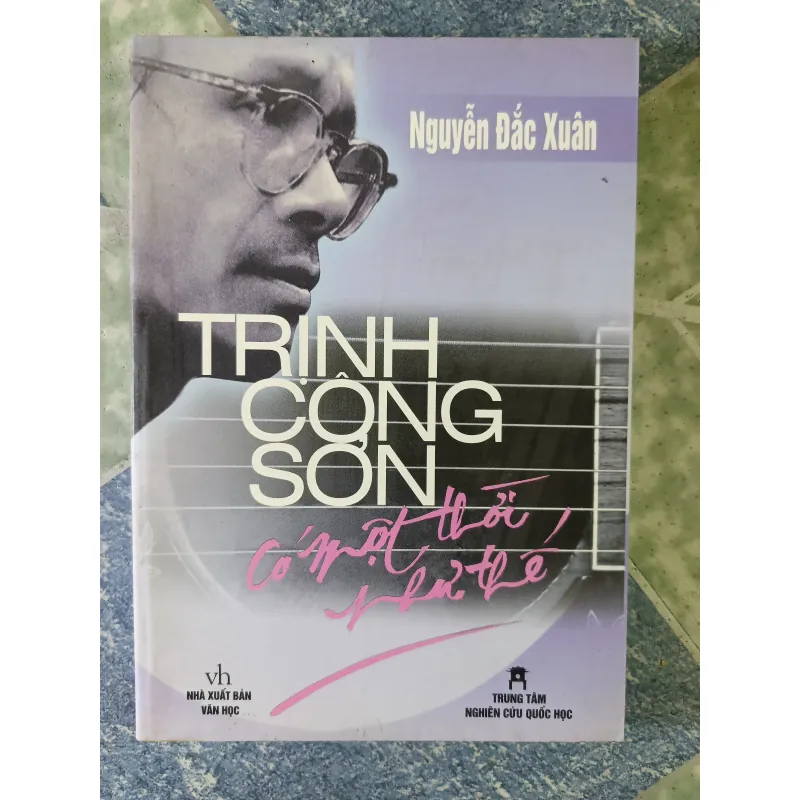 Nguyễn Đắc Xuân
TRỊNH
CÔNG
SƠN
Có một thời
như thế
vh
NHÀ XUẤT BẢN
VĂN HỌC
TRUNG TÂM
NGHIÊN CỨU QUỐC HỌC